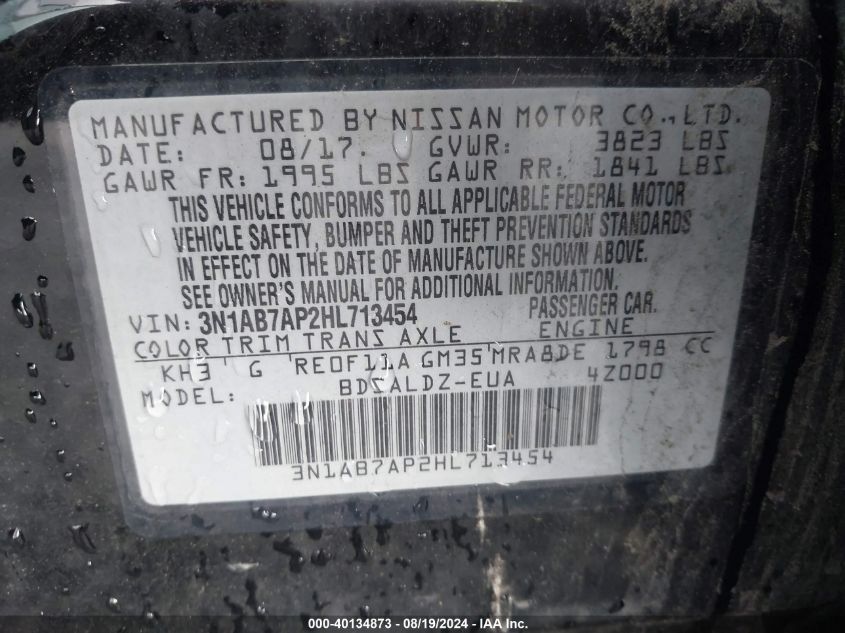 MANUFACTURED BY NISSAN MOTOR CO.,LTD.
DATE: 08/17. GVWR: 3823 LBS
GAWR FR: 1995 LBS GAWR RR: 1841 LBS
THIS VEHICLE CONFORMS TO ALL APPLICABLE FEDERAL MOTOR
VEHICLE SAFETY, BUMPER AND THEFT PREVENTION STANDARDS
IN EFFECT ON THE DATE OF MANUFACTURE SHOWN ABOVE.
SEE OWNER'S MANUAL FOR ADDITIONAL INFORMATION.
VIN: 3N1AB7AP2HL713454 PASSENGER CAR.
COLOR TRIM TRANS AXLE ENGINE
KH3 G RE0F11A GM35 MRA8DE 1798 CC
MODEL: BDSALDZ-EUA 4Z000
3N1AB7AP2HL713454
000-40134873 - 08/19/2024 - IAA Inc.